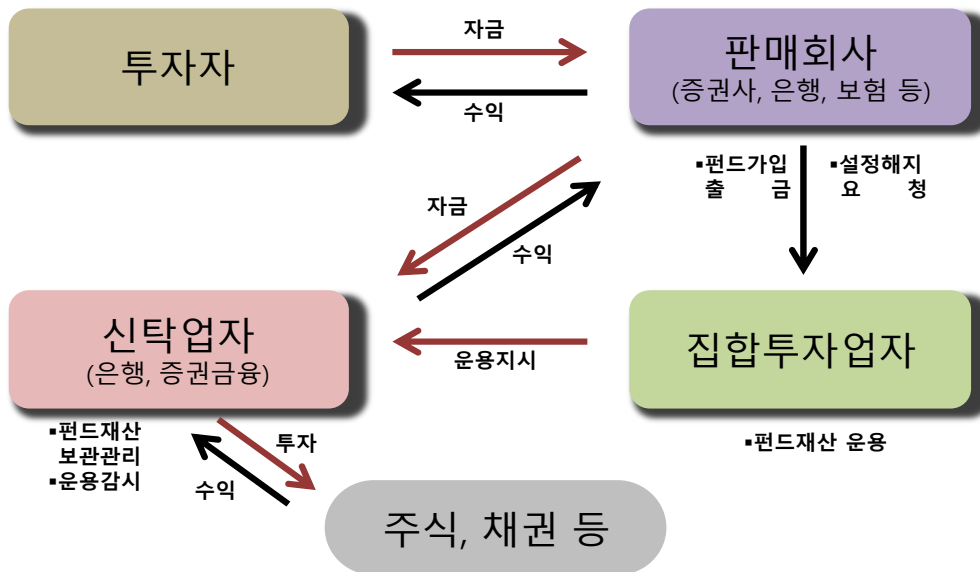 투자자
자금
수익
판매회사
(증권사, 은행, 보험 등)
▪펀드가입
출 금
▪설정해지
요 청
자금
수익
신탁업자
(은행, 증권금융)
운용지시
집합투자업자
▪펀드재산
보관관리
▪운용감시
투자
수익
▪펀드재산 운용
주식, 채권 등